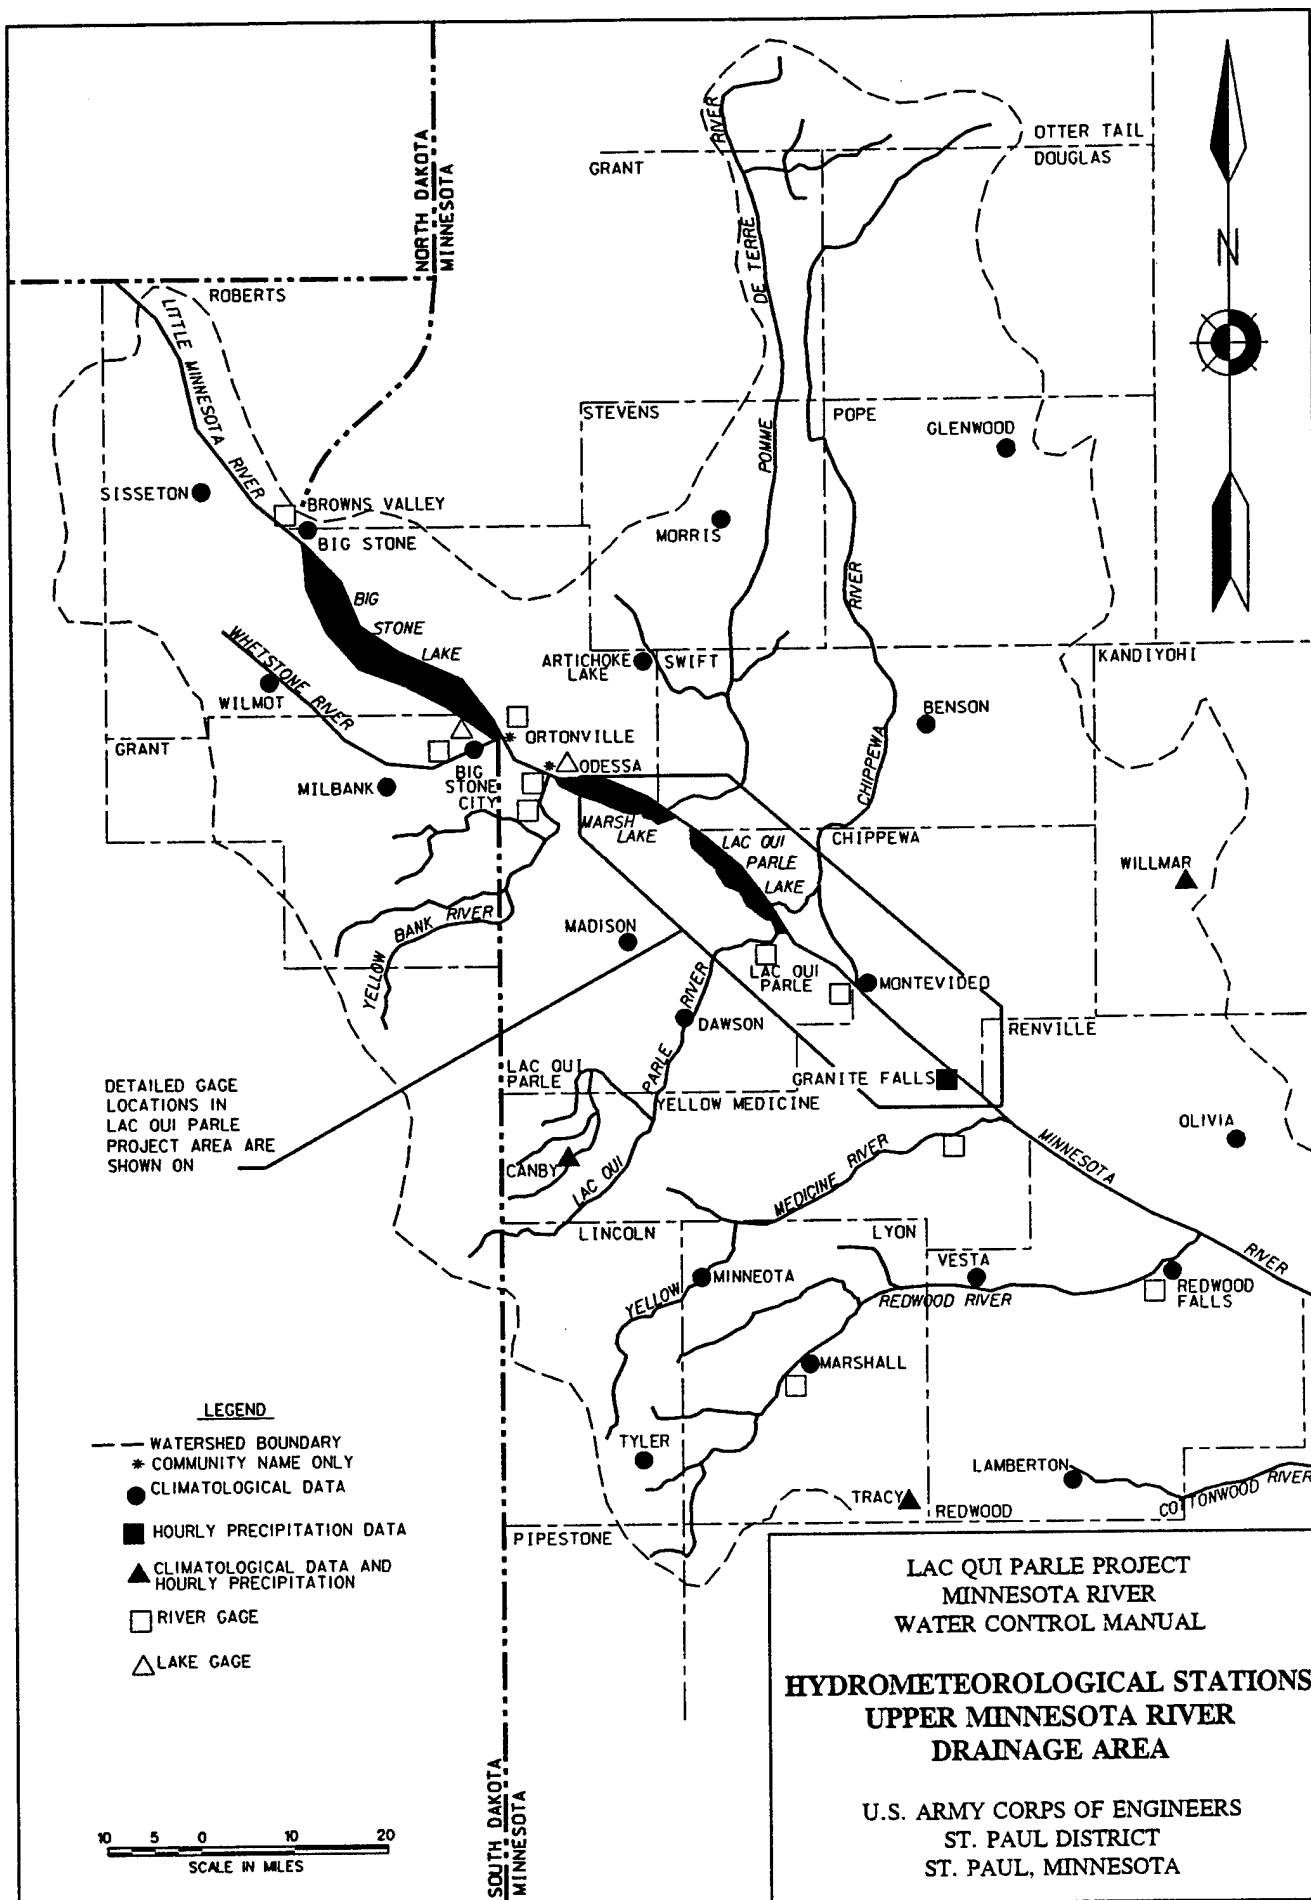 OTTER TAIL
GRANT
DOUGLAS
RIVER
NORTH DAKOTA
MINNESOTA
N
DE TERRE
ROBERTS
LITTLE MINNESOTA RIVER
STEVENS
POPE
GLENWOOD
POMME
SISSETON
BROWNS VALLEY
BIG STONE
MORRIS
RIVER
BIG
STONE
LAKE
WHETSTONE RIVER
ARTICHOKE
LAKE
SWIFT
KANDIYOHI
WILMOT
BENSON
GRANT
ORTONVILLE
CHIPPEWA
BIG
STONE
CITY
ODESSA
MILBANK
MARSH
LAKE
LAC QUI
PARLE
LAKE
CHIPPEWA
WILLMAR
YELLOW BANK RIVER
MADISON
LAC QUI
PARLE
MONTEVIDEO
RIVER
DAWSON
RENVILLE
PARLE
LAC QUI
PARLE
GRANITE FALLS
YELLOW MEDICINE
DETAILED GAGE
LOCATIONS IN
LAC QUI PARLE
PROJECT AREA ARE
SHOWN ON
OLIVIA
CANBY
LAC QUI
MEDICINE RIVER
MINNESOTA
LINCOLN
LYON
RIVER
VESTA
MINNEOTA
YELLOW
REDWOOD RIVER
REDWOOD
FALLS
MARSHALL
TYLER
LAMBERTON
TRACY
REDWOOD
COTTONWOOD RIVER
PIPESTONE
LEGEND
WATERSHED BOUNDARY
* COMMUNITY NAME ONLY
CLIMATOLOGICAL DATA
HOURLY PRECIPITATION DATA
CLIMATOLOGICAL DATA AND
HOURLY PRECIPITATION
RIVER GAGE
LAKE GAGE
SOUTH DAKOTA
MINNESOTA
10 5 0 10 20
SCALE IN MILES
LAC QUI PARLE PROJECT
MINNESOTA RIVER
WATER CONTROL MANUAL
HYDROMETEOROLOGICAL STATIONS
UPPER MINNESOTA RIVER
DRAINAGE AREA
U.S. ARMY CORPS OF ENGINEERS
ST. PAUL DISTRICT
ST. PAUL, MINNESOTA